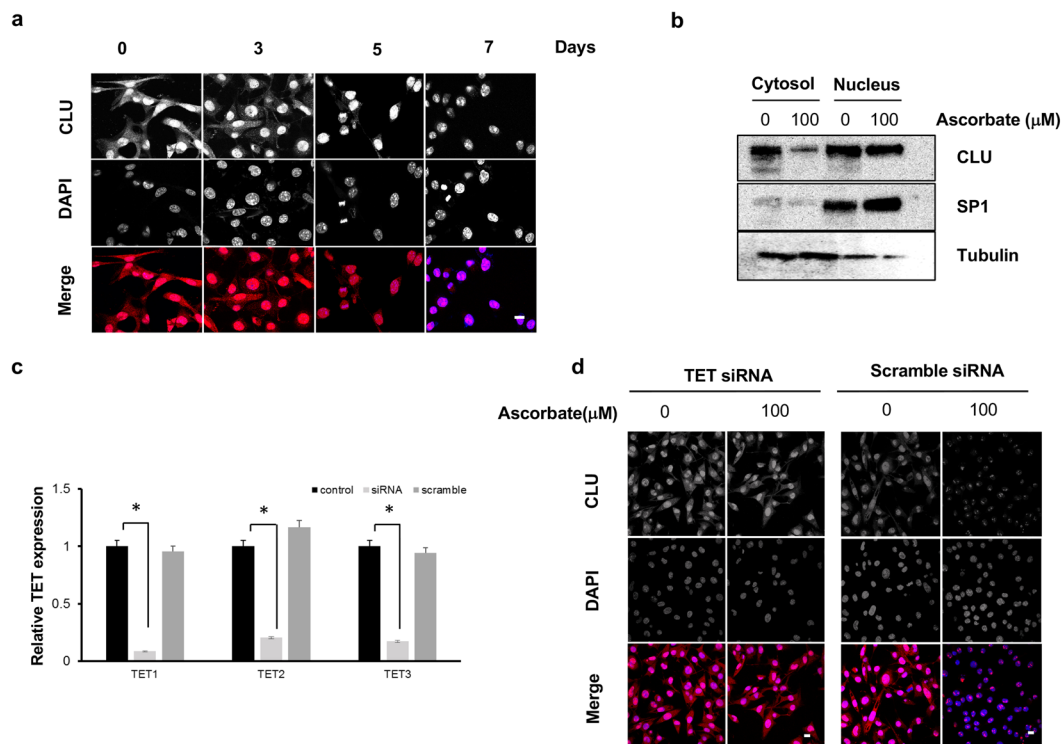 a
0 3 5 7 Days
CLU
DAPI
Merge
b
Cytosol Nucleus
0 100 0 100 Ascorbate (μM)
CLU
SP1
Tubulin
c
Relative TET expression
1.5
1
0.5
0
control siRNA scramble
* * *
TET1 TET2 TET3
d
TET siRNA Scramble siRNA
Ascorbate(μM) 0 100 0 100
CLU
DAPI
Merge